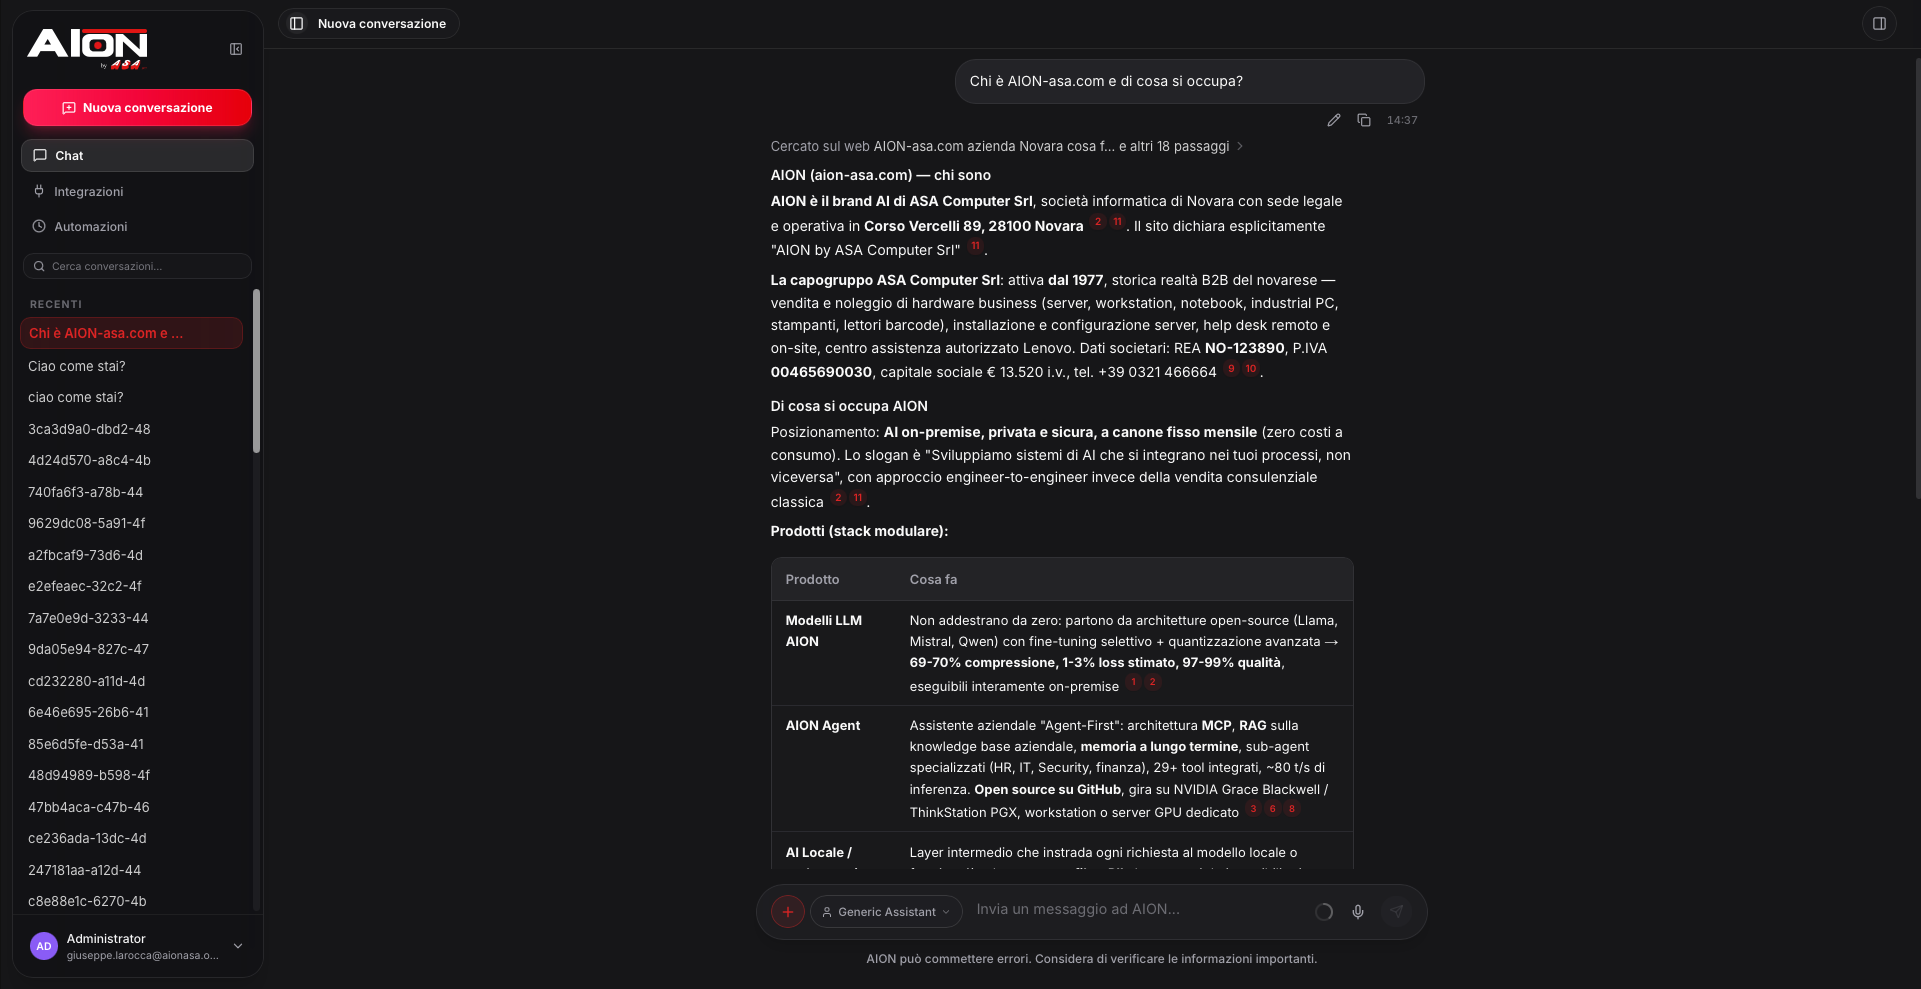 AION
by ASA
Nuova conversazione
Chat
Integrazioni
Automazioni
Cerca conversazioni...
RECENTI
Chi è AION-asa.com e ...
Ciao come stai?
ciao come stai?
3ca3d9a0-dbd2-48
4d24d570-a8c4-4b
740fa6f3-a78b-44
9629dc08-5a91-4f
a2fbcaf9-73d6-4d
e2efeaec-32c2-4f
7a7e0e9d-3233-44
9da05e94-827c-47
cd232280-a11d-4d
6e46e695-26b6-41
85e6d5fe-d53a-41
48d94989-b598-4f
47bb4aca-c47b-46
ce236ada-13dc-4d
247181aa-a12d-44
c8e88e1c-6270-4b
AD
Administrator
giuseppe.larocca@aionasa.o...
Nuova conversazione
Chi è AION-asa.com e di cosa si occupa?
14:37
Cercato sul web AION-asa.com azienda Novara cosa f... e altri 18 passaggi
AION (aion-asa.com) — chi sono
AION è il brand AI di ASA Computer Srl, società informatica di Novara con sede legale
e operativa in Corso Vercelli 89, 28100 Novara 2 11. Il sito dichiara esplicitamente
"AION by ASA Computer Srl" 11.
La capogruppo ASA Computer Srl: attiva dal 1977, storica realtà B2B del novarese —
vendita e noleggio di hardware business (server, workstation, notebook, industrial PC,
stampanti, lettori barcode), installazione e configurazione server, help desk remoto e
on-site, centro assistenza autorizzato Lenovo. Dati societari: REA NO-123890, P.IVA
00465690030, capitale sociale € 13.520 i.v., tel. +39 0321 466664 9 10.
Di cosa si occupa AION
Posizionamento: AI on-premise, privata e sicura, a canone fisso mensile (zero costi a
consumo). Lo slogan è "Sviluppiamo sistemi di AI che si integrano nei tuoi processi, non
viceversa", con approccio engineer-to-engineer invece della vendita consulenziale
classica 2 11.
Prodotti (stack modulare):
Prodotto Cosa fa
Modelli LLM
AION
Non addestrano da zero: partono da architetture open-source (Llama,
Mistral, Qwen) con fine-tuning selettivo + quantizzazione avanzata →
69-70% compressione, 1-3% loss stimato, 97-99% qualità,
eseguibili interamente on-premise 1 2
AION Agent
Assistente aziendale "Agent-First": architettura MCP, RAG sulla
knowledge base aziendale, memoria a lungo termine, sub-agent
specializzati (HR, IT, Security, finanza), 29+ tool integrati, ~80 t/s di
inferenza. Open source su GitHub, gira su NVIDIA Grace Blackwell /
ThinkStation PGX, workstation o server GPU dedicato 3 6 8
AI Locale /
Layer intermedio che instrada ogni richiesta al modello locale o
Generic Assistant
Invia un messaggio ad AION...
AION può commettere errori. Considera di verificare le informazioni importanti.